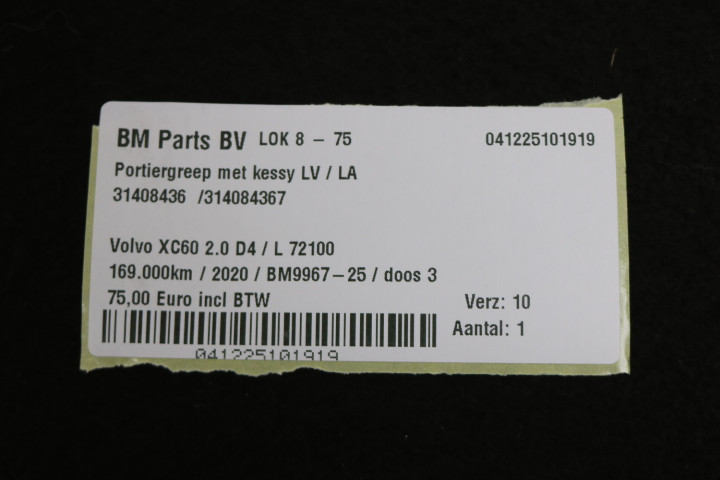 BM Parts BV LOK 8 - 75 041225101919
Portiergreep met kessy LV / LA
31408436 /314084367
Volvo XC60 2.0 D4 / L 72100
169.000km / 2020 / BM9967-25 / doos 3
75,00 Euro incl BTW Verz: 10
Aantal: 1
041225101919